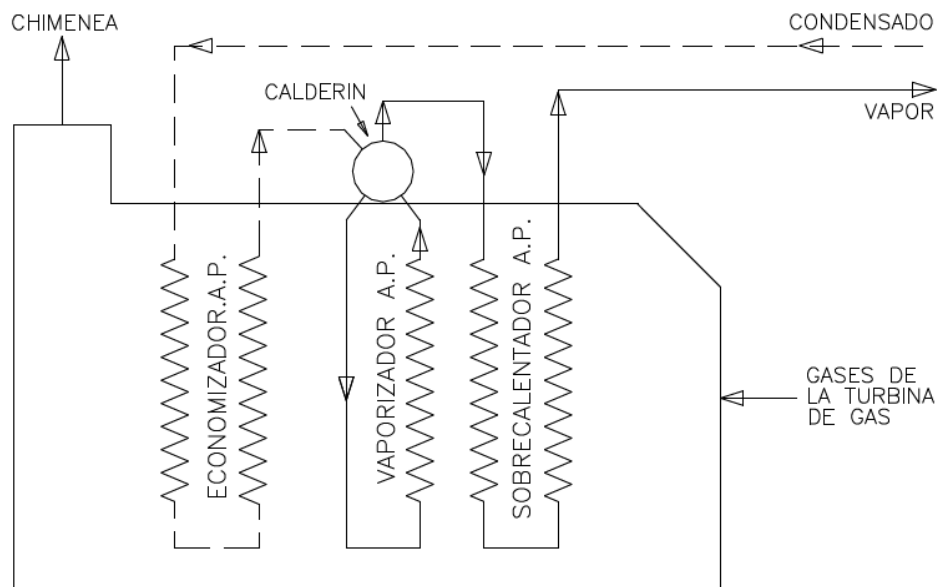 CHIMENEA
CONDENSADO
CALDERIN
VAPOR
ECONOMIZADOR.A.P.
VAPORIZADOR A.P.
SOBRECALENTADOR A.P.
GASES DE
LA TURBINA
DE GAS